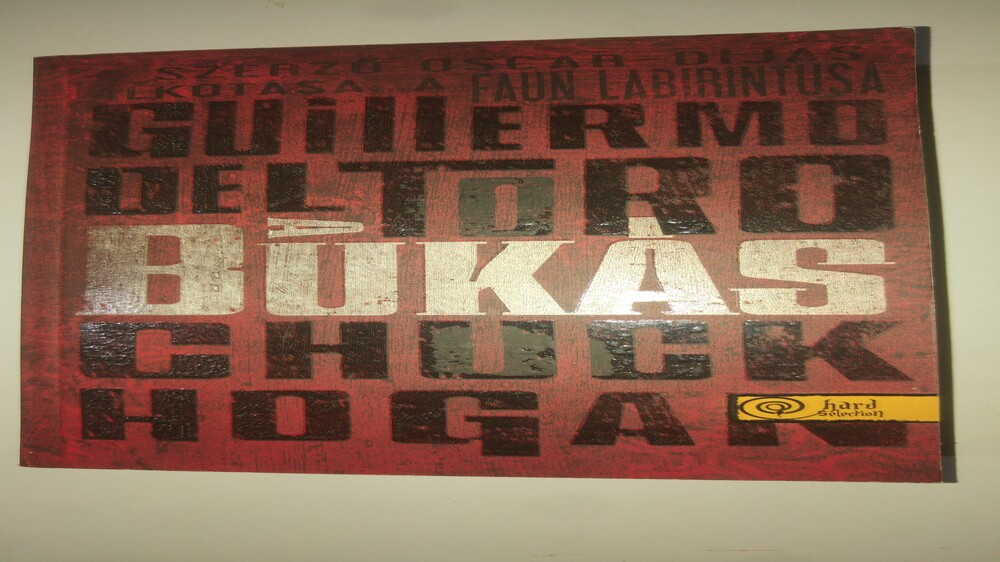 A SZERZŐ OSCAR-DÍJAS
ALKOTÁSA: A FAUN LABIRINTUSA
GUILLERMO
DEL TORO
A BUKÁS
CHUCK
HOGAN
hard
selection